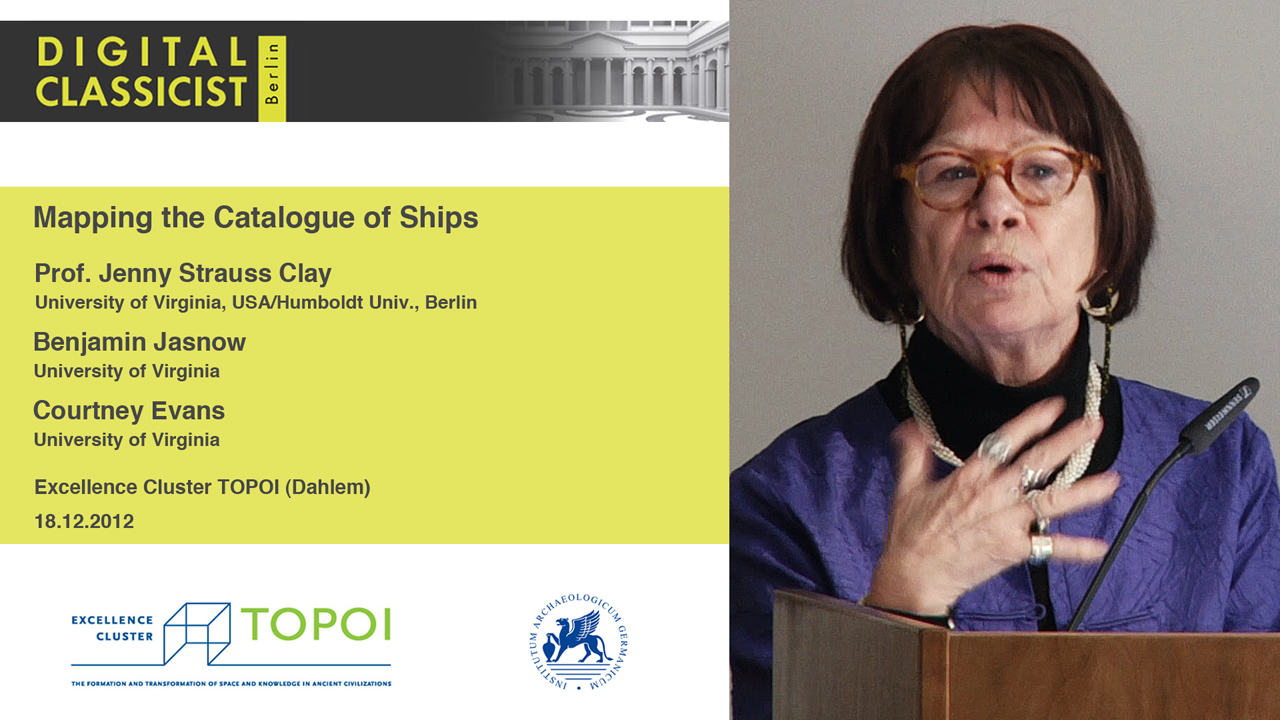 DIGITAL
CLASSICIST
Berlin
Mapping the Catalogue of Ships
Prof. Jenny Strauss Clay
University of Virginia, USA/Humboldt Univ., Berlin
Benjamin Jasnow
University of Virginia
Courtney Evans
University of Virginia
Excellence Cluster TOPOI (Dahlem)
18.12.2012
EXCELLENCE
CLUSTER
TOPOI
THE FORMATION AND TRANSFORMATION OF SPACE AND KNOWLEDGE IN ANCIENT CIVILIZATIONS
INSTITUTUM ARCHAEOLOGICUM GERMANICUM
SENNHEISER